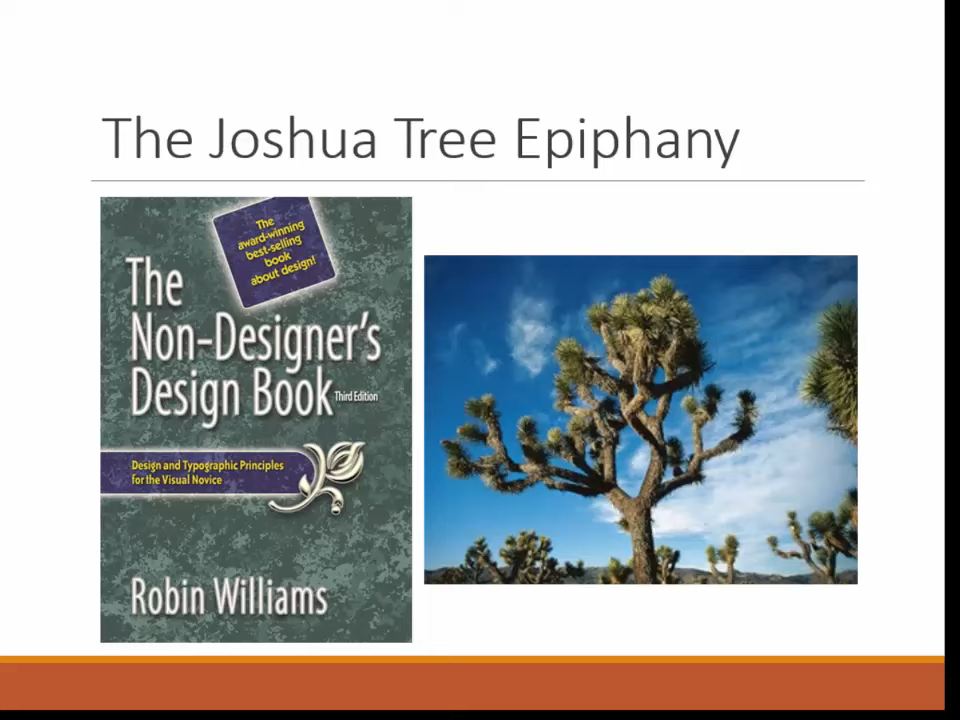 The Joshua Tree Epiphany
The
award-winning
best-selling
book
about design!
The
Non-Designer's
Design Book Third Edition
Design and Typographic Principles
for the Visual Novice
Robin Williams